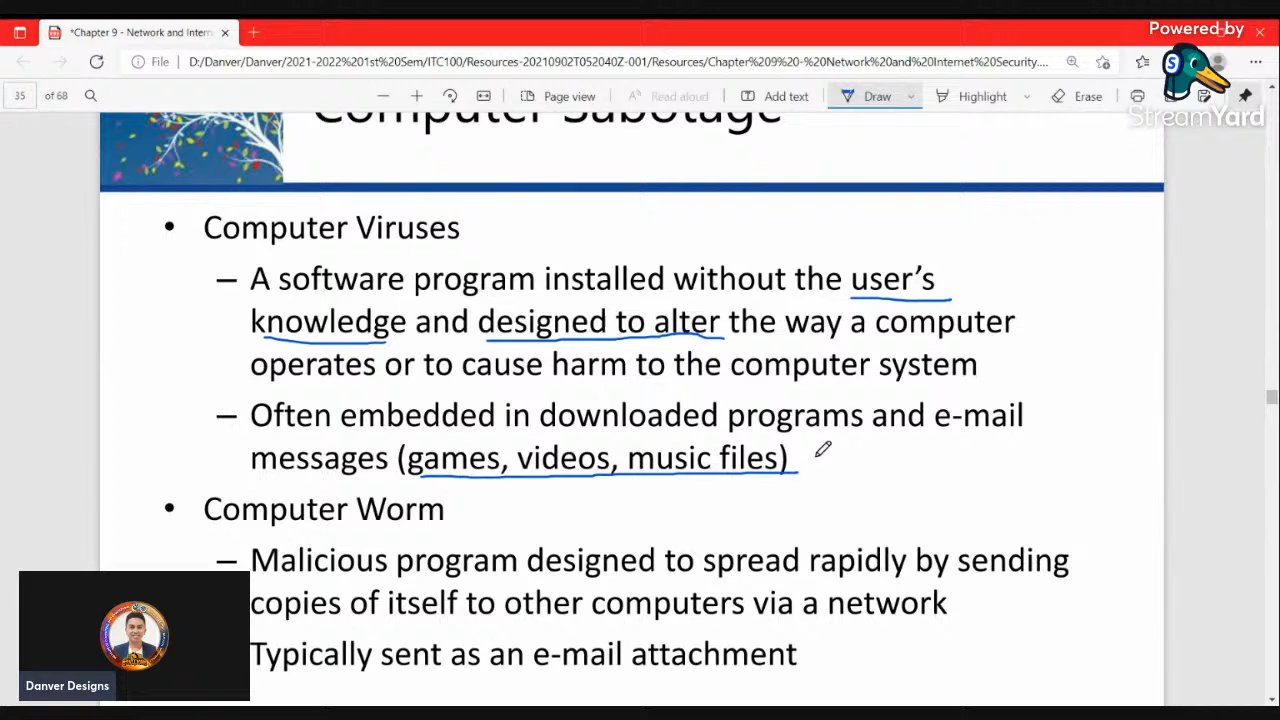 Powered by
*Chapter 9 - Network and Intern
File
D:/Danver/Danver/2021-2022%201st%20Sem/ITC100/Resources-20210902T052040Z-001/Resources/Chapter%209%20-%20Network%20and%20Internet%20Security....
35 of 68
Page view
Read aloud
Add text
Draw
Highlight
Erase
StreamYard
Computer Sabotage
• Computer Viruses
– A software program installed without the user's
knowledge and designed to alter the way a computer
operates or to cause harm to the computer system
– Often embedded in downloaded programs and e-mail
messages (games, videos, music files)
• Computer Worm
– Malicious program designed to spread rapidly by sending
copies of itself to other computers via a network
Typically sent as an e-mail attachment
Danver Designs